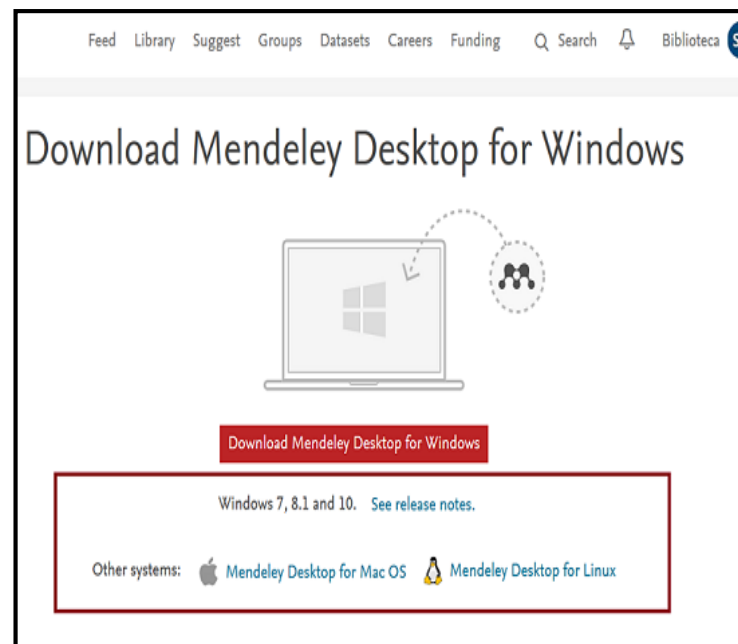 Feed Library Suggest Groups Datasets Careers Funding Search Biblioteca S
Download Mendeley Desktop for Windows
Download Mendeley Desktop for Windows
Windows 7, 8.1 and 10. See release notes.
Other systems: Mendeley Desktop for Mac OS Mendeley Desktop for Linux